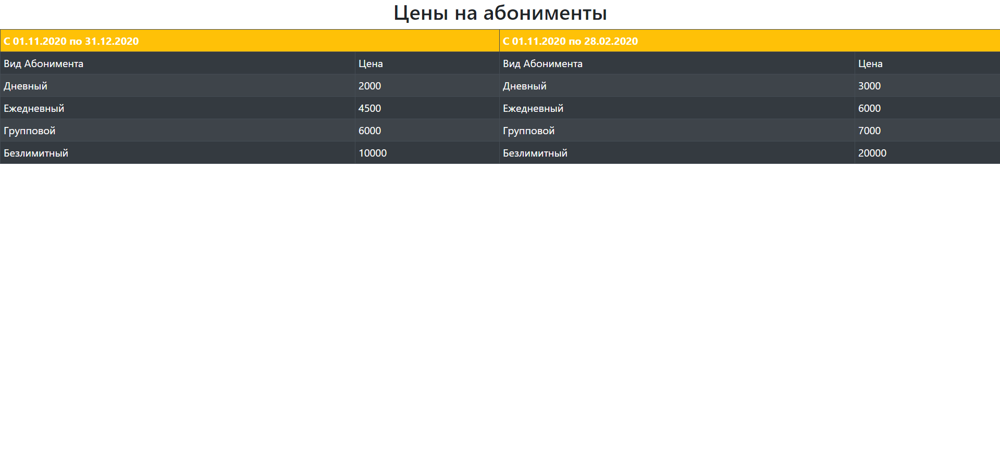 Цены на абонименты
С 01.11.2020 по 31.12.2020 С 01.11.2020 по 28.02.2020
Вид Абонимента Цена Вид Абонимента Цена
Дневный 2000 Дневный 3000
Ежедневный 4500 Ежедневный 6000
Групповой 6000 Групповой 7000
Безлимитный 10000 Безлимитный 20000